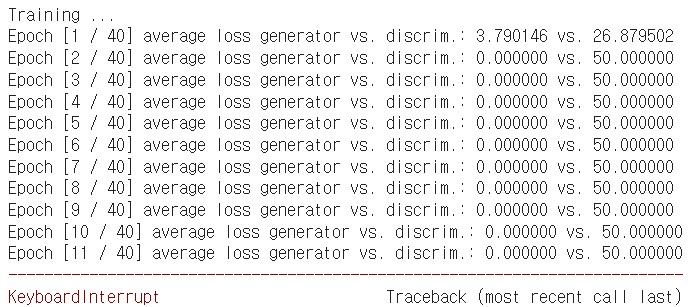 Training ...
Epoch [1 / 40] average loss generator vs. discrim.: 3.790146 vs. 26.879502
Epoch [2 / 40] average loss generator vs. discrim.: 0.000000 vs. 50.000000
Epoch [3 / 40] average loss generator vs. discrim.: 0.000000 vs. 50.000000
Epoch [4 / 40] average loss generator vs. discrim.: 0.000000 vs. 50.000000
Epoch [5 / 40] average loss generator vs. discrim.: 0.000000 vs. 50.000000
Epoch [6 / 40] average loss generator vs. discrim.: 0.000000 vs. 50.000000
Epoch [7 / 40] average loss generator vs. discrim.: 0.000000 vs. 50.000000
Epoch [8 / 40] average loss generator vs. discrim.: 0.000000 vs. 50.000000
Epoch [9 / 40] average loss generator vs. discrim.: 0.000000 vs. 50.000000
Epoch [10 / 40] average loss generator vs. discrim.: 0.000000 vs. 50.000000
Epoch [11 / 40] average loss generator vs. discrim.: 0.000000 vs. 50.000000
---------------------------------------------------------------------------
KeyboardInterrupt                         Traceback (most recent call last)